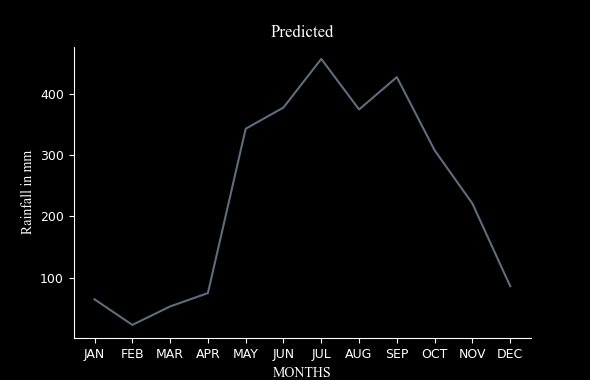 Predicted
400
300
200
100
Rainfall in mm
JAN FEB MAR APR MAY JUN JUL AUG SEP OCT NOV DEC
MONTHS